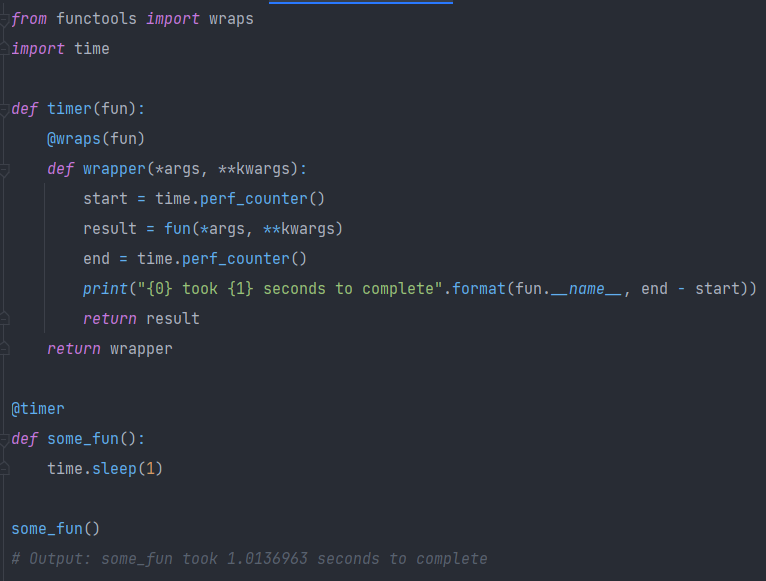 from functools import wraps
import time
def timer(fun):
    @wraps(fun)
    def wrapper(*args, **kwargs):
        start = time.perf_counter()
        result = fun(*args, **kwargs)
        end = time.perf_counter()
        print("{0} took {1} seconds to complete".format(fun.__name__, end - start))
        return result
    return wrapper
@timer
def some_fun():
    time.sleep(1)
some_fun()
# Output: some_fun took 1.0136963 seconds to complete